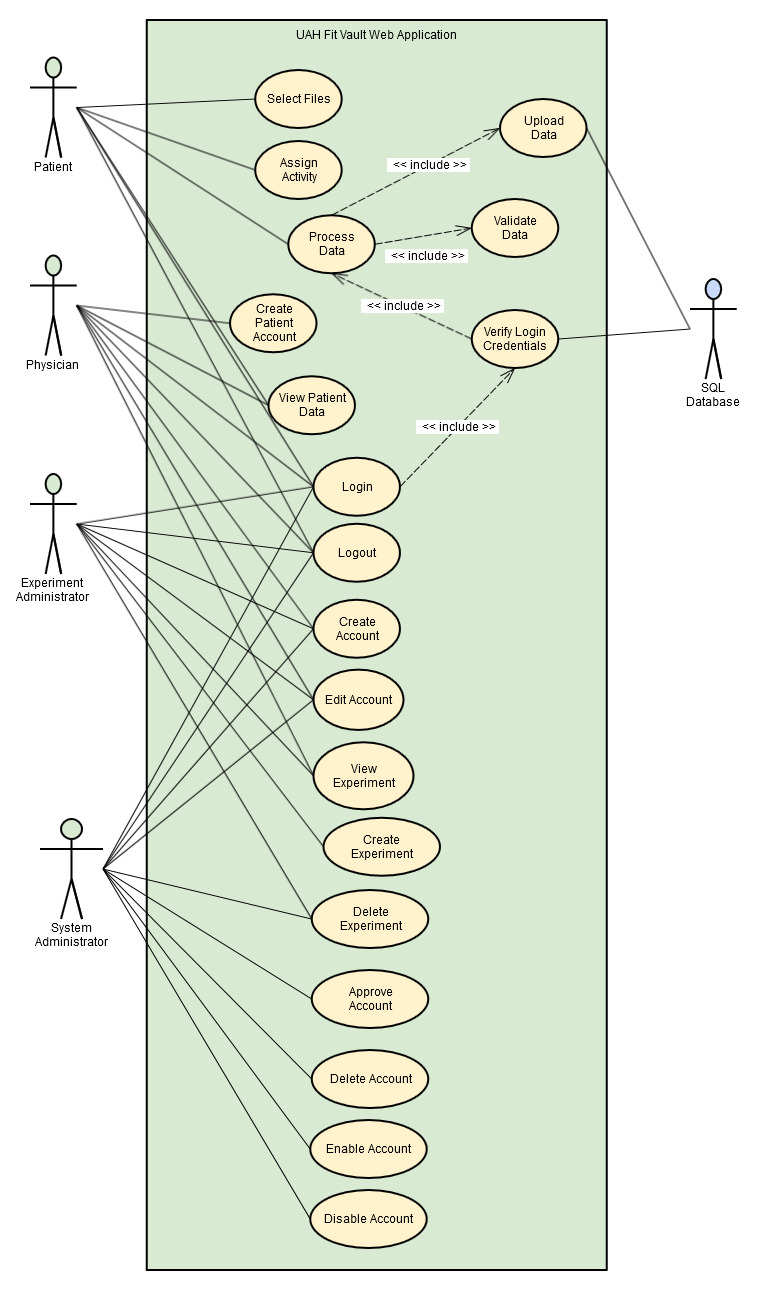 UAH Fit Vault Web Application
Patient
Select Files
Upload
Data
<< include >>
Assign
Activity
Validate
Data
Process
Data
<< include >>
Physician
Create
Patient
Account
<< include >>
Verify Login
Credentials
SQL
Database
View Patient
Data
<< include >>
Login
Logout
Experiment
Administrator
Create
Account
Edit Account
View
Experiment
Create
Experiment
Delete
Experiment
System
Administrator
Approve
Account
Delete Account
Enable Account
Disable Account